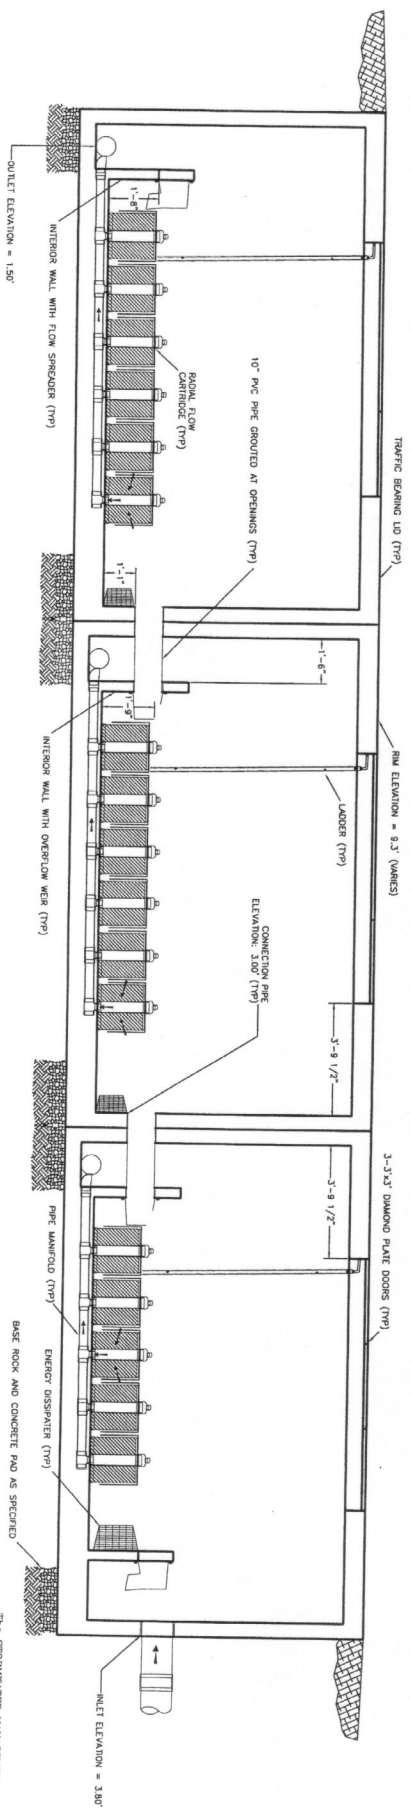 TRAFFIC BEARING LID (TYP)
RIM ELEVATION = 9.3' (VARIES)
3-3'x3' DIAMOND PLATE DOORS (TYP)
10" PVC PIPE GROUTED AT OPENINGS (TYP)
1'-6"
LADDER (TYP)
3'-9 1/2"
3'-9 1/2"
RADIAL FLOW
CARTRIDGE (TYP)
CONNECTION PIPE
ELEVATION: 3.00' (TYP)
1'-8"
1'-1"
1'-9"
OUTLET ELEVATION = 1.50'
INTERIOR WALL WITH FLOW SPREADER (TYP)
INTERIOR WALL WITH OVERFLOW WEIR (TYP)
PIPE MANIFOLD (TYP)
ENERGY DISSIPATER (TYP)
BASE ROCK AND CONCRETE PAD AS SPECIFIED
INLET ELEVATION = 3.80'